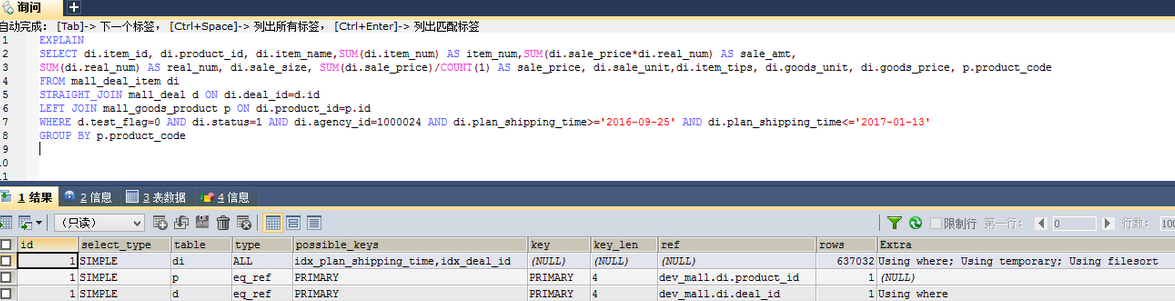 询问
自动完成： [Tab]-> 下一个标签， [Ctrl+Space]-> 列出所有标签， [Ctrl+Enter]-> 列出匹配标签
1 EXPLAIN
2 SELECT di.item_id, di.product_id, di.item_name,SUM(di.item_num) AS item_num,SUM(di.sale_price*di.real_num) AS sale_amt,
3 SUM(di.real_num) AS real_num, di.sale_size, SUM(di.sale_price)/COUNT(1) AS sale_price, di.sale_unit,di.item_tips, di.goods_unit, di.goods_price, p.product_code
4 FROM mall_deal_item di
5 STRAIGHT_JOIN mall_deal d ON di.deal_id=d.id
6 LEFT JOIN mall_goods_product p ON di.product_id=p.id
7 WHERE d.test_flag=0 AND di.status=1 AND di.agency_id=1000024 AND di.plan_shipping_time>='2016-09-25' AND di.plan_shipping_time<='2017-01-13'
8 GROUP BY p.product_code
9
10
11
1 结果 2 信息 3 表数据 4 信息
（只读） 限制行 第一行： 0 行数： 100
id select_type table type possible_keys key key_len ref rows Extra
1 SIMPLE di ALL idx_plan_shipping_time,idx_deal_id (NULL) (NULL) (NULL) 637032 Using where; Using temporary; Using filesort
1 SIMPLE p eq_ref PRIMARY PRIMARY 4 dev_mall.di.product_id 1 (NULL)
1 SIMPLE d eq_ref PRIMARY PRIMARY 4 dev_mall.di.deal_id 1 Using where